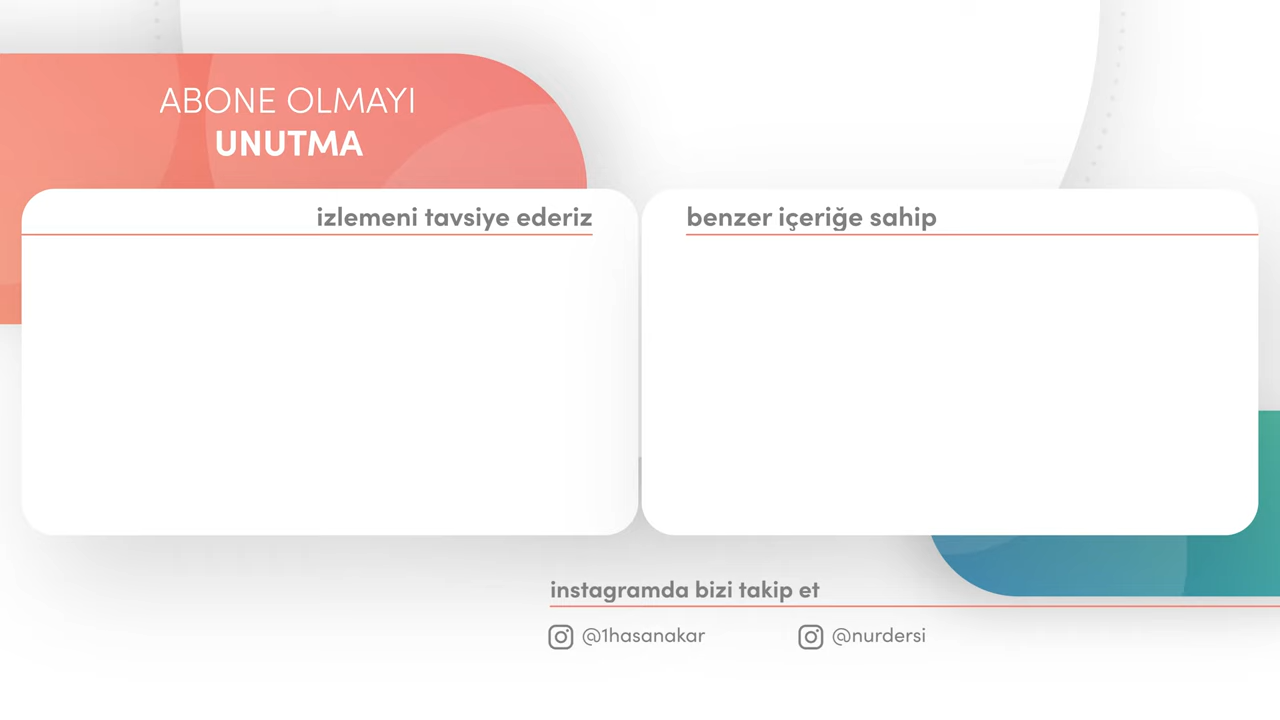 ABONE OLMAYI
UNUTMA
izlemeni tavsiye ederiz
benzer içeriğe sahip
instagramda bizi takip et
@1hasanakar
@nurdersi